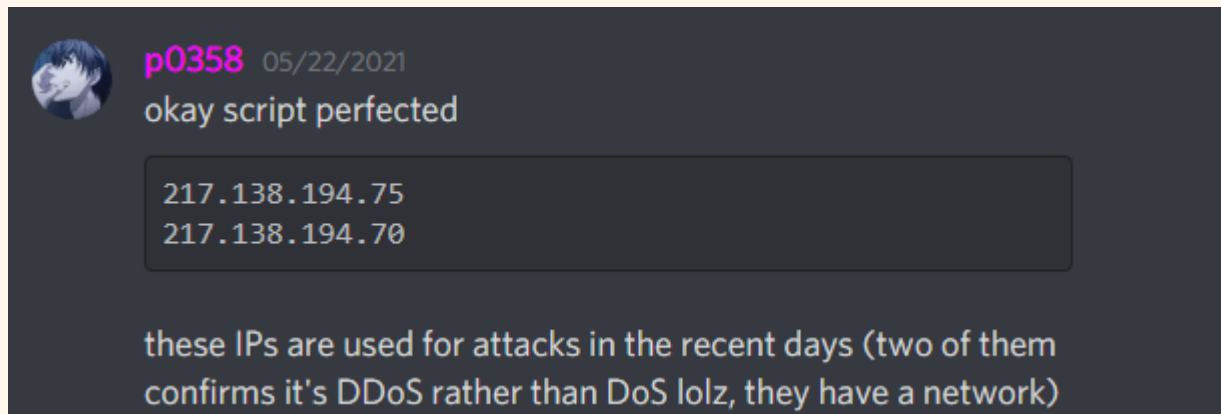 p0358 05/22/2021
okay script perfected
217.138.194.75
217.138.194.70
these IPs are used for attacks in the recent days (two of them
confirms it's DDoS rather than DoS lolz, they have a network)